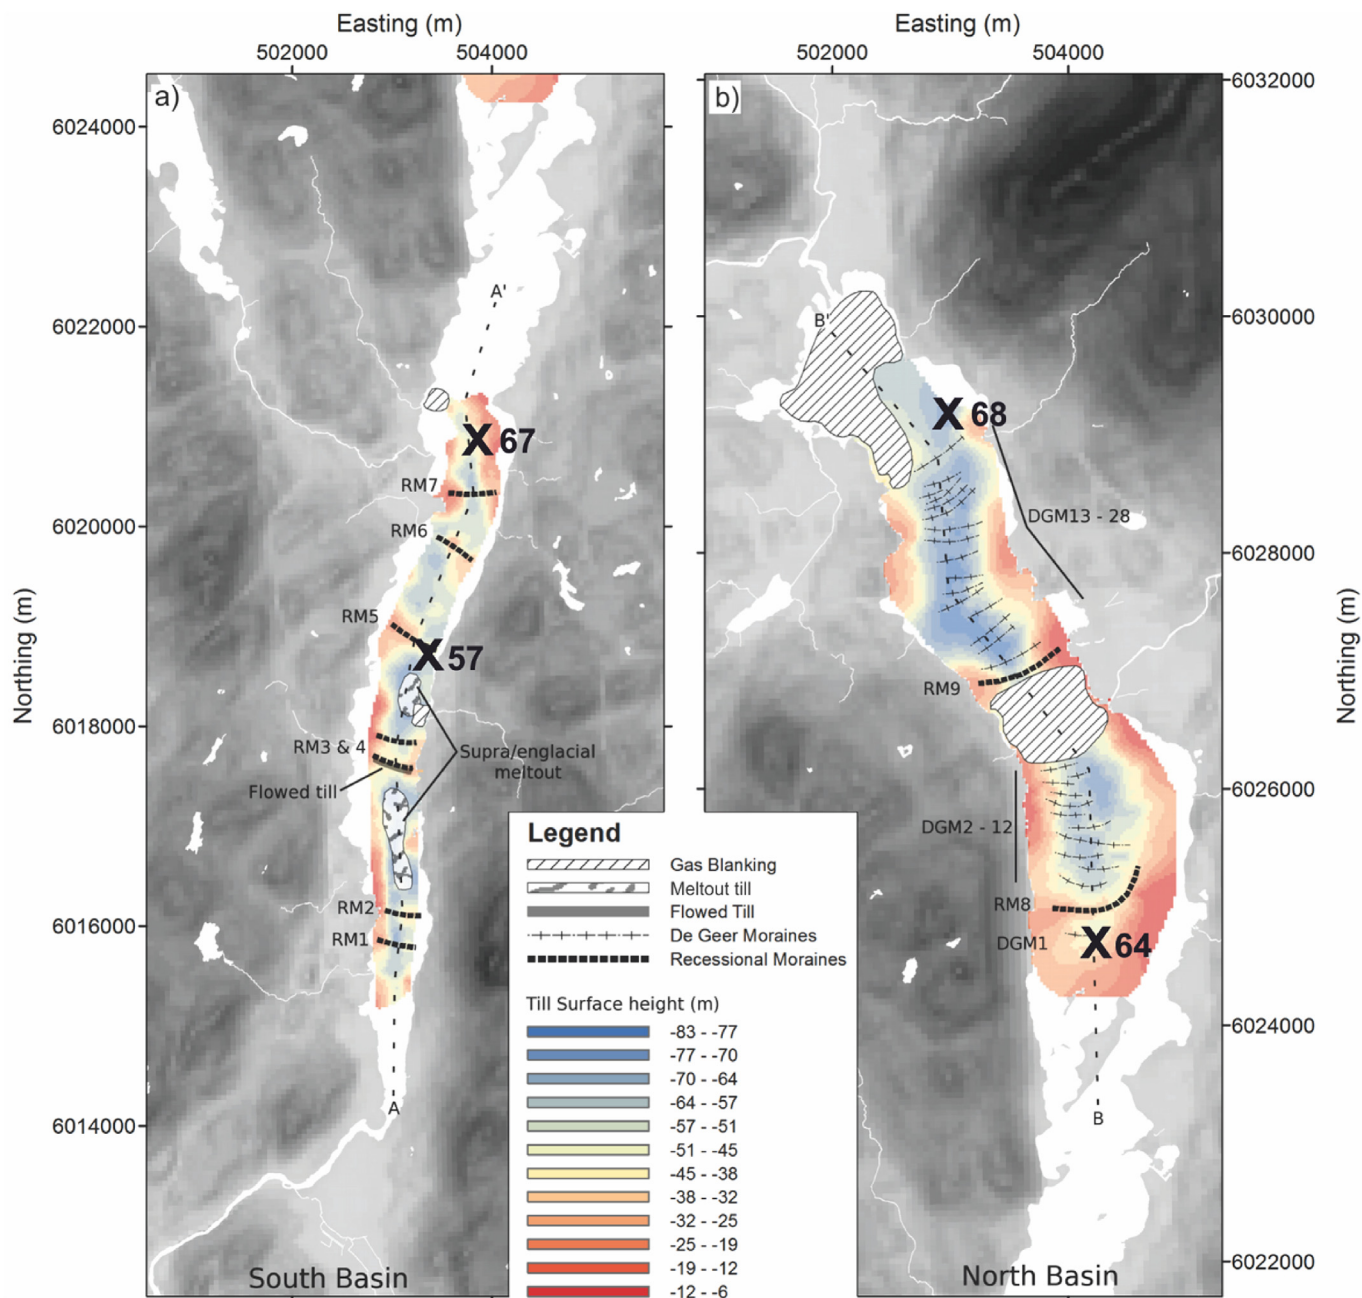 Easting (m)
Easting (m)
502000
504000
502000
504000
a)
b)
6032000
6024000
A'
6022000
B'
6030000
67
68
RM7
DGM13 - 28
6020000
RM6
6028000
RM5
57
Northing (m)
Northing (m)
RM9
6018000
RM3 & 4
Supra/englacial
meltout
Flowed till
6026000
DGM2 - 12
Legend
Gas Blanking
Meltout till
Flowed Till
De Geer Moraines
Recessional Moraines
RM2
RM8
6016000
RM1
DGM1
64
Till Surface height (m)
-83 - -77
-77 - -70
-70 - -64
-64 - -57
-57 - -51
-51 - -45
-45 - -38
-38 - -32
-32 - -25
-25 - -19
-19 - -12
-12 - -6
6024000
A
6014000
B
South Basin
North Basin
6022000